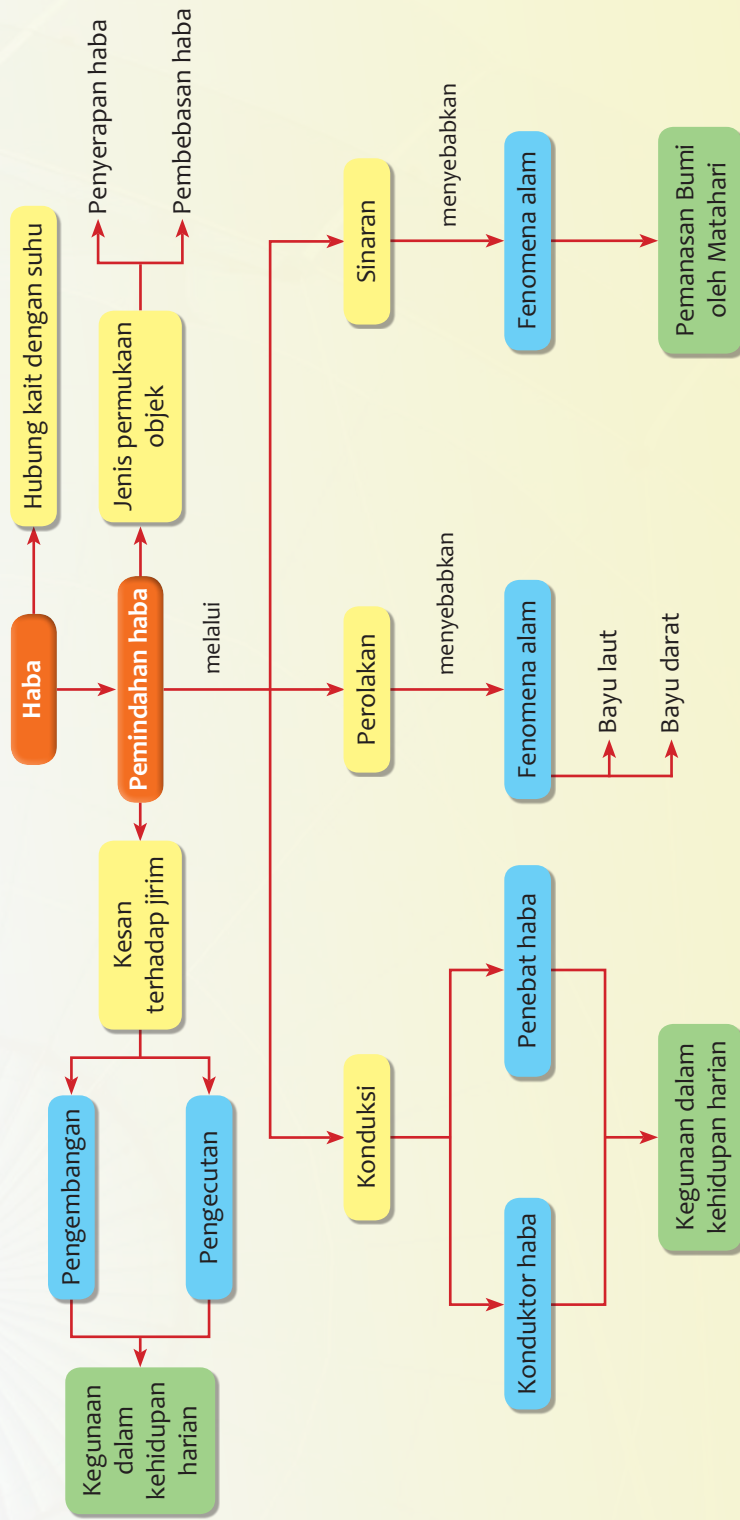 Haba
Hubung kait dengan suhu
Pemindahan haba
Jenis permukaan
objek
Penyerapan haba
Pembebasan haba
Kesan
terhadap jirim
Pengembangan
Pengecutan
Kegunaan
dalam
kehidupan
harian
melalui
Konduksi
Perolakan
Sinaran
menyebabkan
menyebabkan
Konduktor haba
Penebat haba
Fenomena alam
Fenomena alam
Bayu laut
Bayu darat
Kegunaan dalam
kehidupan harian
Pemanasan Bumi
oleh Matahari